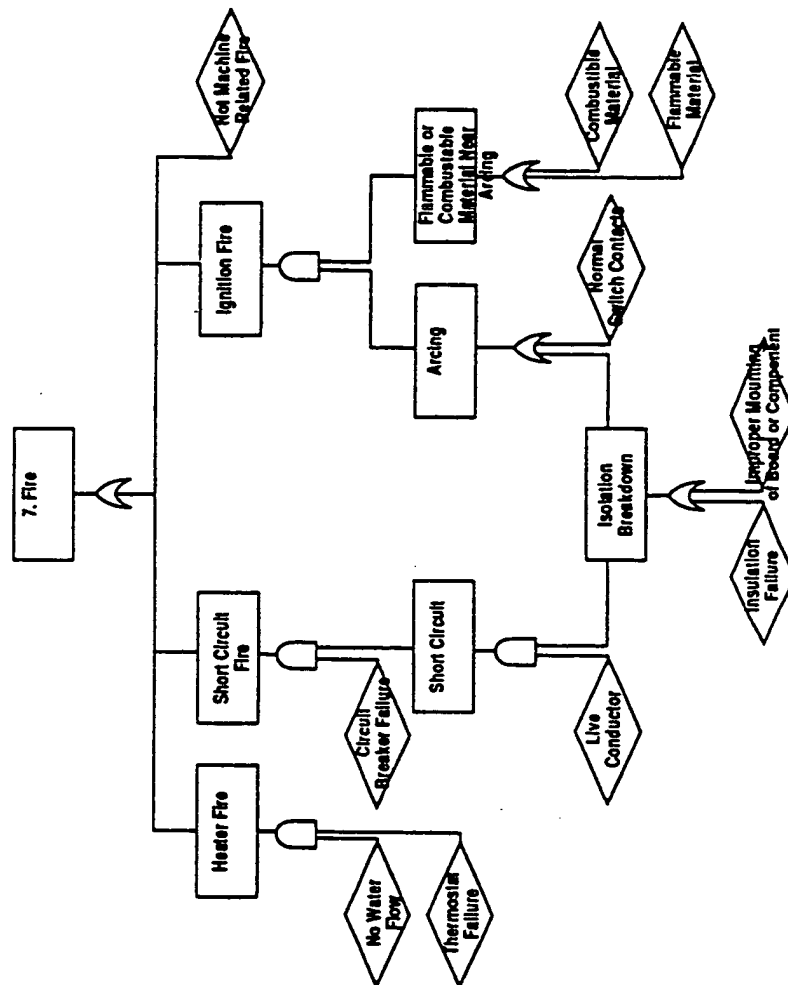 7. Fire
Heater Fire
Short Circuit
Fire
Ignition Fire
Not Machine
Related Fire
No Water
Flow
Thermostat
Failure
Circuit
Breaker Failure
Short Circuit
Arcing
Flammable or
Combustable
Material Near
Arcing
Live
Conductor
Isolation
Breakdown
Normal
Switch Contacts
Combustible
Material
Flammable
Material
Insulation
Failure
Improper Mounting
of Board or Component